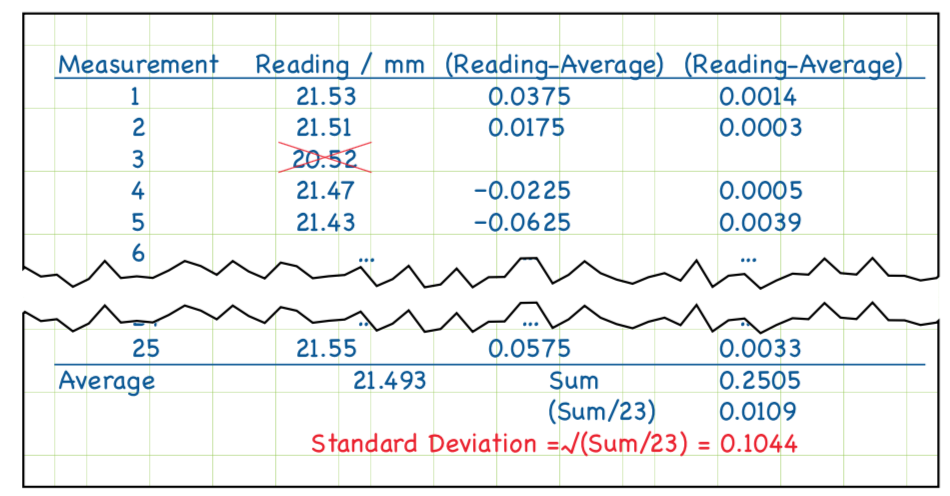 Measurement Reading / mm (Reading-Average) (Reading-Average)
1 21.53 0.0375 0.0014
2 21.51 0.0175 0.0003
3 20.52
4 21.47 -0.0225 0.0005
5 21.43 -0.0625 0.0039
6 ... ...
... ... ...
25 21.55 0.0575 0.0033
Average 21.493 Sum 0.2505
(Sum/23) 0.0109
Standard Deviation =√(Sum/23) = 0.1044